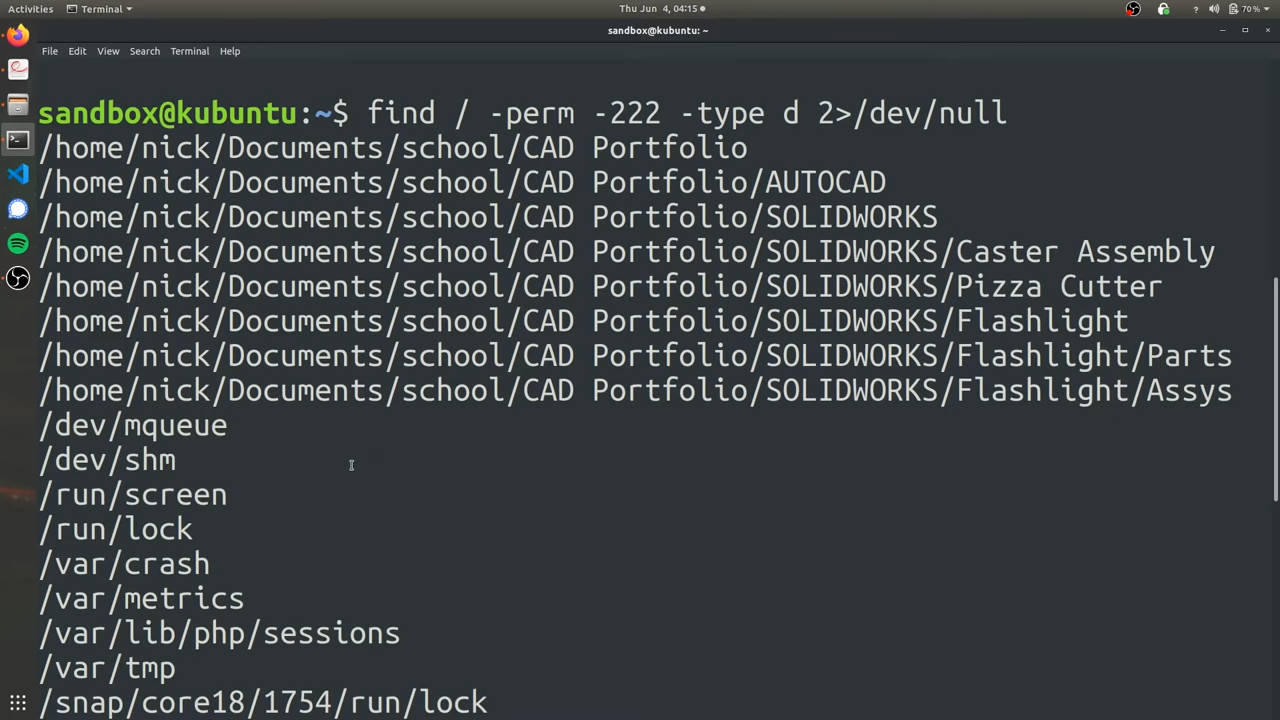 Activities Terminal Thu Jun 4, 04:15 ? 70%
sandbox@kubuntu: ~
File Edit View Search Terminal Help
sandbox@kubuntu:~$ find / -perm -222 -type d 2>/dev/null
/home/nick/Documents/school/CAD Portfolio
/home/nick/Documents/school/CAD Portfolio/AUTOCAD
/home/nick/Documents/school/CAD Portfolio/SOLIDWORKS
/home/nick/Documents/school/CAD Portfolio/SOLIDWORKS/Caster Assembly
/home/nick/Documents/school/CAD Portfolio/SOLIDWORKS/Pizza Cutter
/home/nick/Documents/school/CAD Portfolio/SOLIDWORKS/Flashlight
/home/nick/Documents/school/CAD Portfolio/SOLIDWORKS/Flashlight/Parts
/home/nick/Documents/school/CAD Portfolio/SOLIDWORKS/Flashlight/Assys
/dev/mqueue
/dev/shm
/run/screen
/run/lock
/var/crash
/var/metrics
/var/lib/php/sessions
/var/tmp
/snap/core18/1754/run/lock